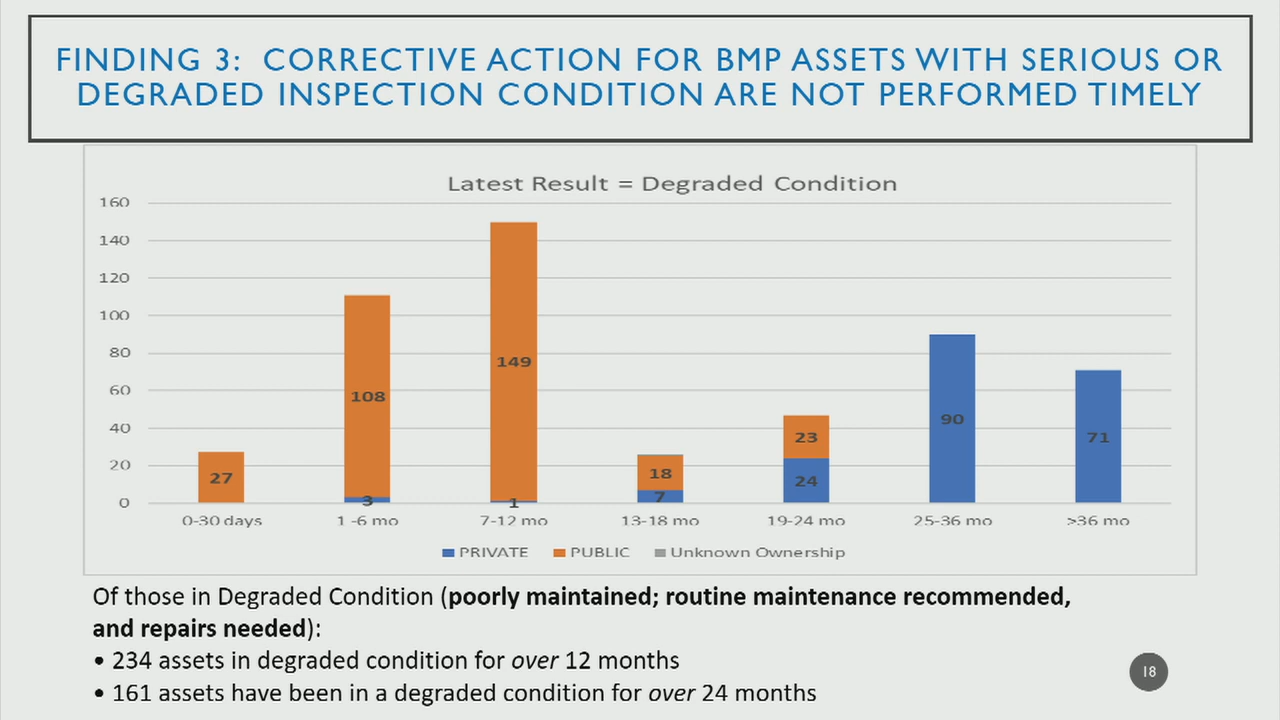 FINDING 3: CORRECTIVE ACTION FOR BMP ASSETS WITH SERIOUS OR
DEGRADED INSPECTION CONDITION ARE NOT PERFORMED TIMELY
Latest Result = Degraded Condition
160
140
120
100
80
60
40
20
0
27
108
3
149
1
18
7
23
24
90
71
0-30 days
1 -6 mo
7-12 mo
13-18 mo
19-24 mo
25-36 mo
>36 mo
PRIVATE
PUBLIC
Unknown Ownership
Of those in Degraded Condition (poorly maintained; routine maintenance recommended,
and repairs needed):
• 234 assets in degraded condition for over 12 months
• 161 assets have been in a degraded condition for over 24 months
18